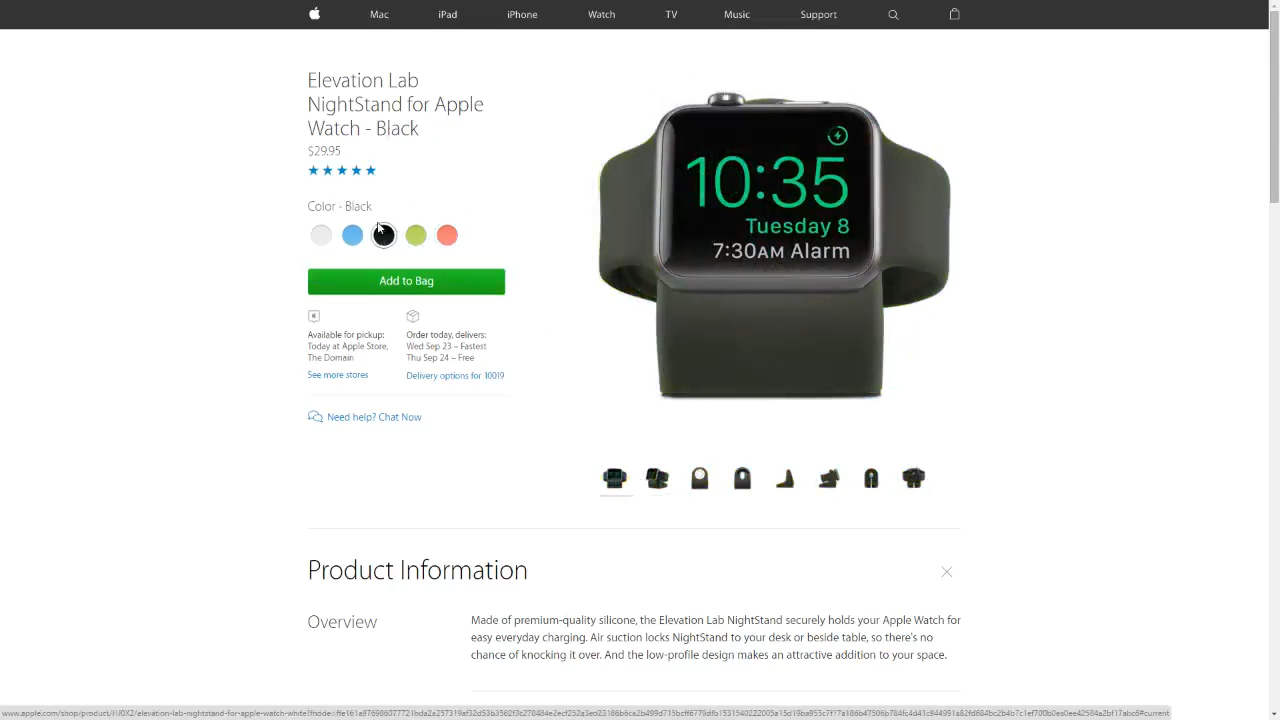 Mac iPad iPhone Watch TV Music Support
Elevation Lab
NightStand for Apple
Watch - Black
$29.95
Color - Black
Add to Bag
Available for pickup:
Today at Apple Store,
The Domain
See more stores
Order today, delivers:
Wed Sep 23 – Fastest
Thu Sep 24 – Free
Delivery options for 10019
Need help? Chat Now
10:35
Tuesday 8
7:30AM Alarm
Product Information
Overview
Made of premium-quality silicone, the Elevation Lab NightStand securely holds your Apple Watch for
easy everyday charging. Air suction locks NightStand to your desk or beside table, so there's no
chance of knocking it over. And the low-profile design makes an attractive addition to your space.